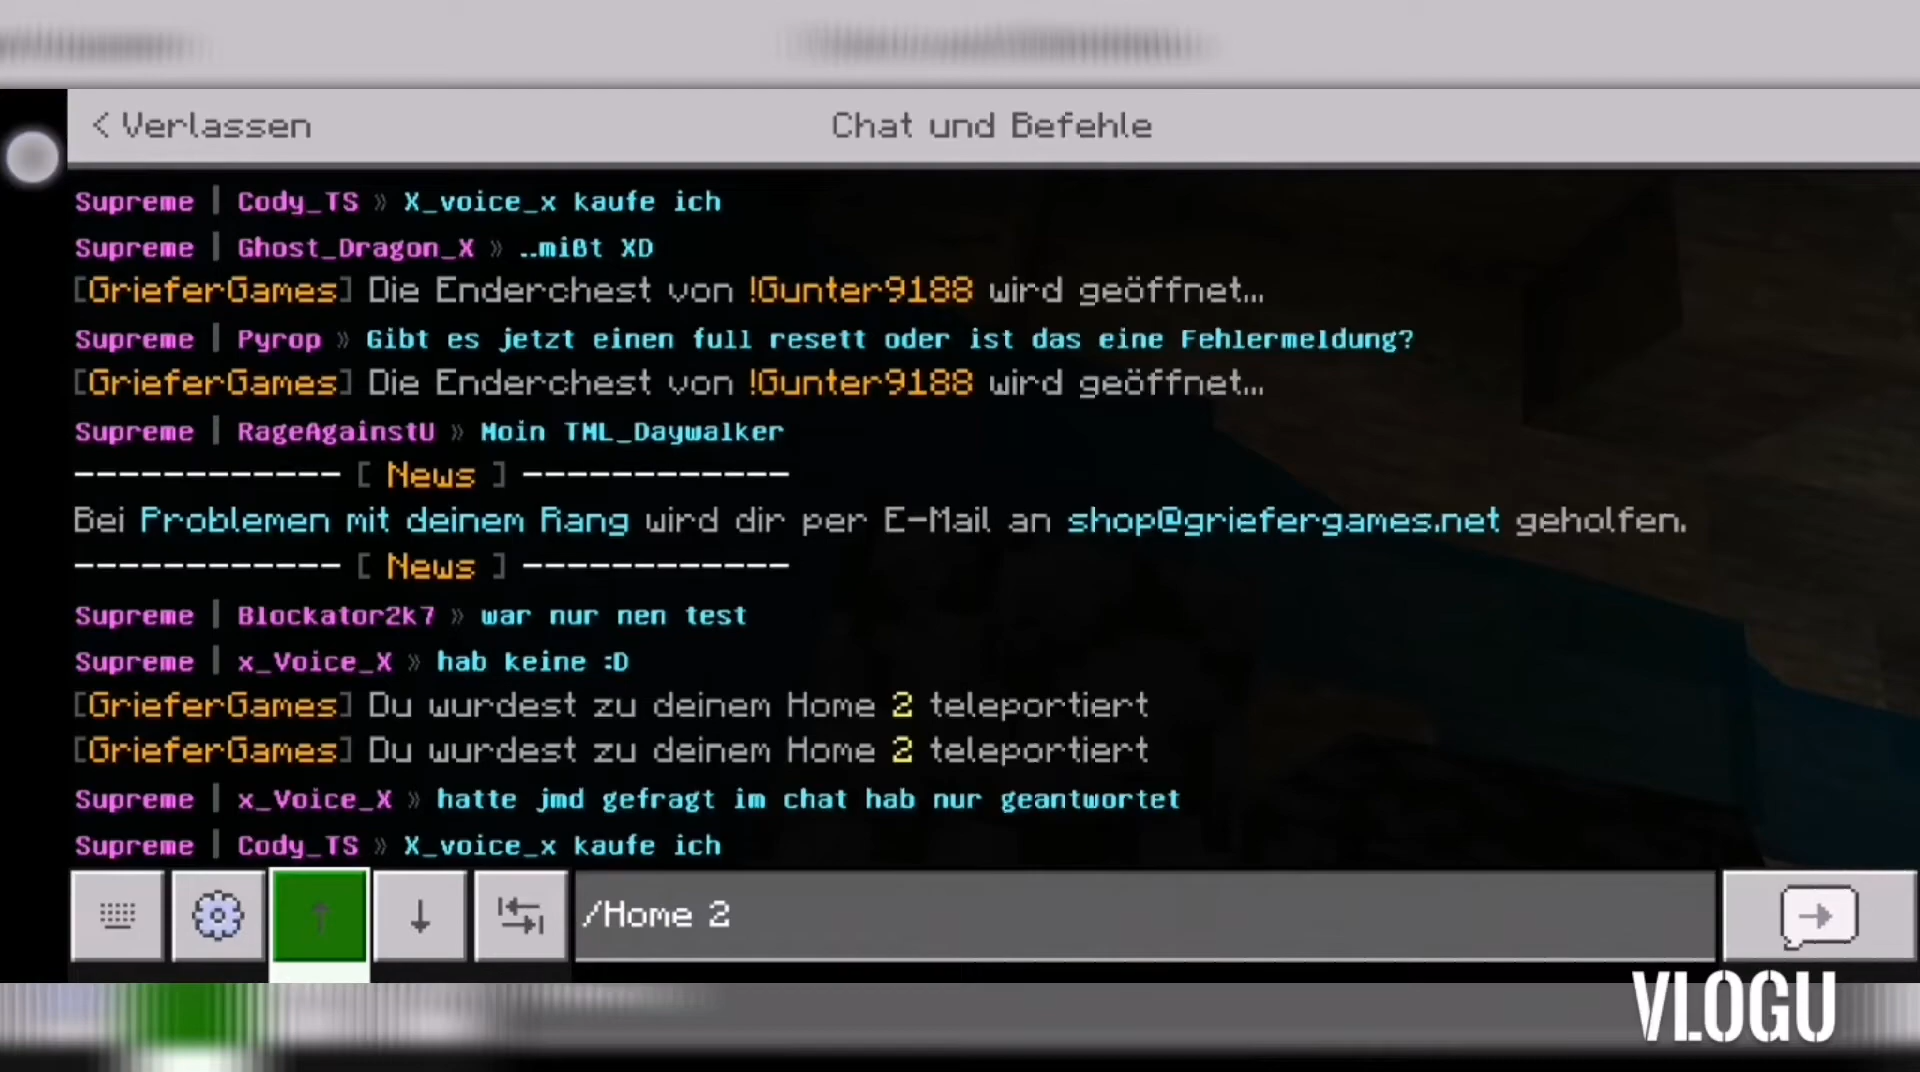 < Verlassen
Chat und Befehle
Supreme | Cody_TS » X_voice_x kaufe ich
Supreme | Ghost_Dragon_X » ..mißt XD
[GrieferGames] Die Enderchest von !Gunter9188 wird geöffnet...
Supreme | Pyrop » Gibt es jetzt einen full resett oder ist das eine Fehlermeldung?
[GrieferGames] Die Enderchest von !Gunter9188 wird geöffnet...
Supreme | RageAgainstU » Moin TML_Daywalker
------------ [ News ] ------------
Bei Problemen mit deinem Rang wird dir per E-Mail an shop@griefergames.net geholfen.
------------ [ News ] ------------
Supreme | Blockator2k7 » war nur nen test
Supreme | x_Voice_X » hab keine :D
[GrieferGames] Du wurdest zu deinem Home 2 teleportiert
[GrieferGames] Du wurdest zu deinem Home 2 teleportiert
Supreme | x_Voice_X » hatte jmd gefragt im chat hab nur geantwortet
Supreme | Cody_TS » X_voice_x kaufe ich
/Home 2
VLOGU